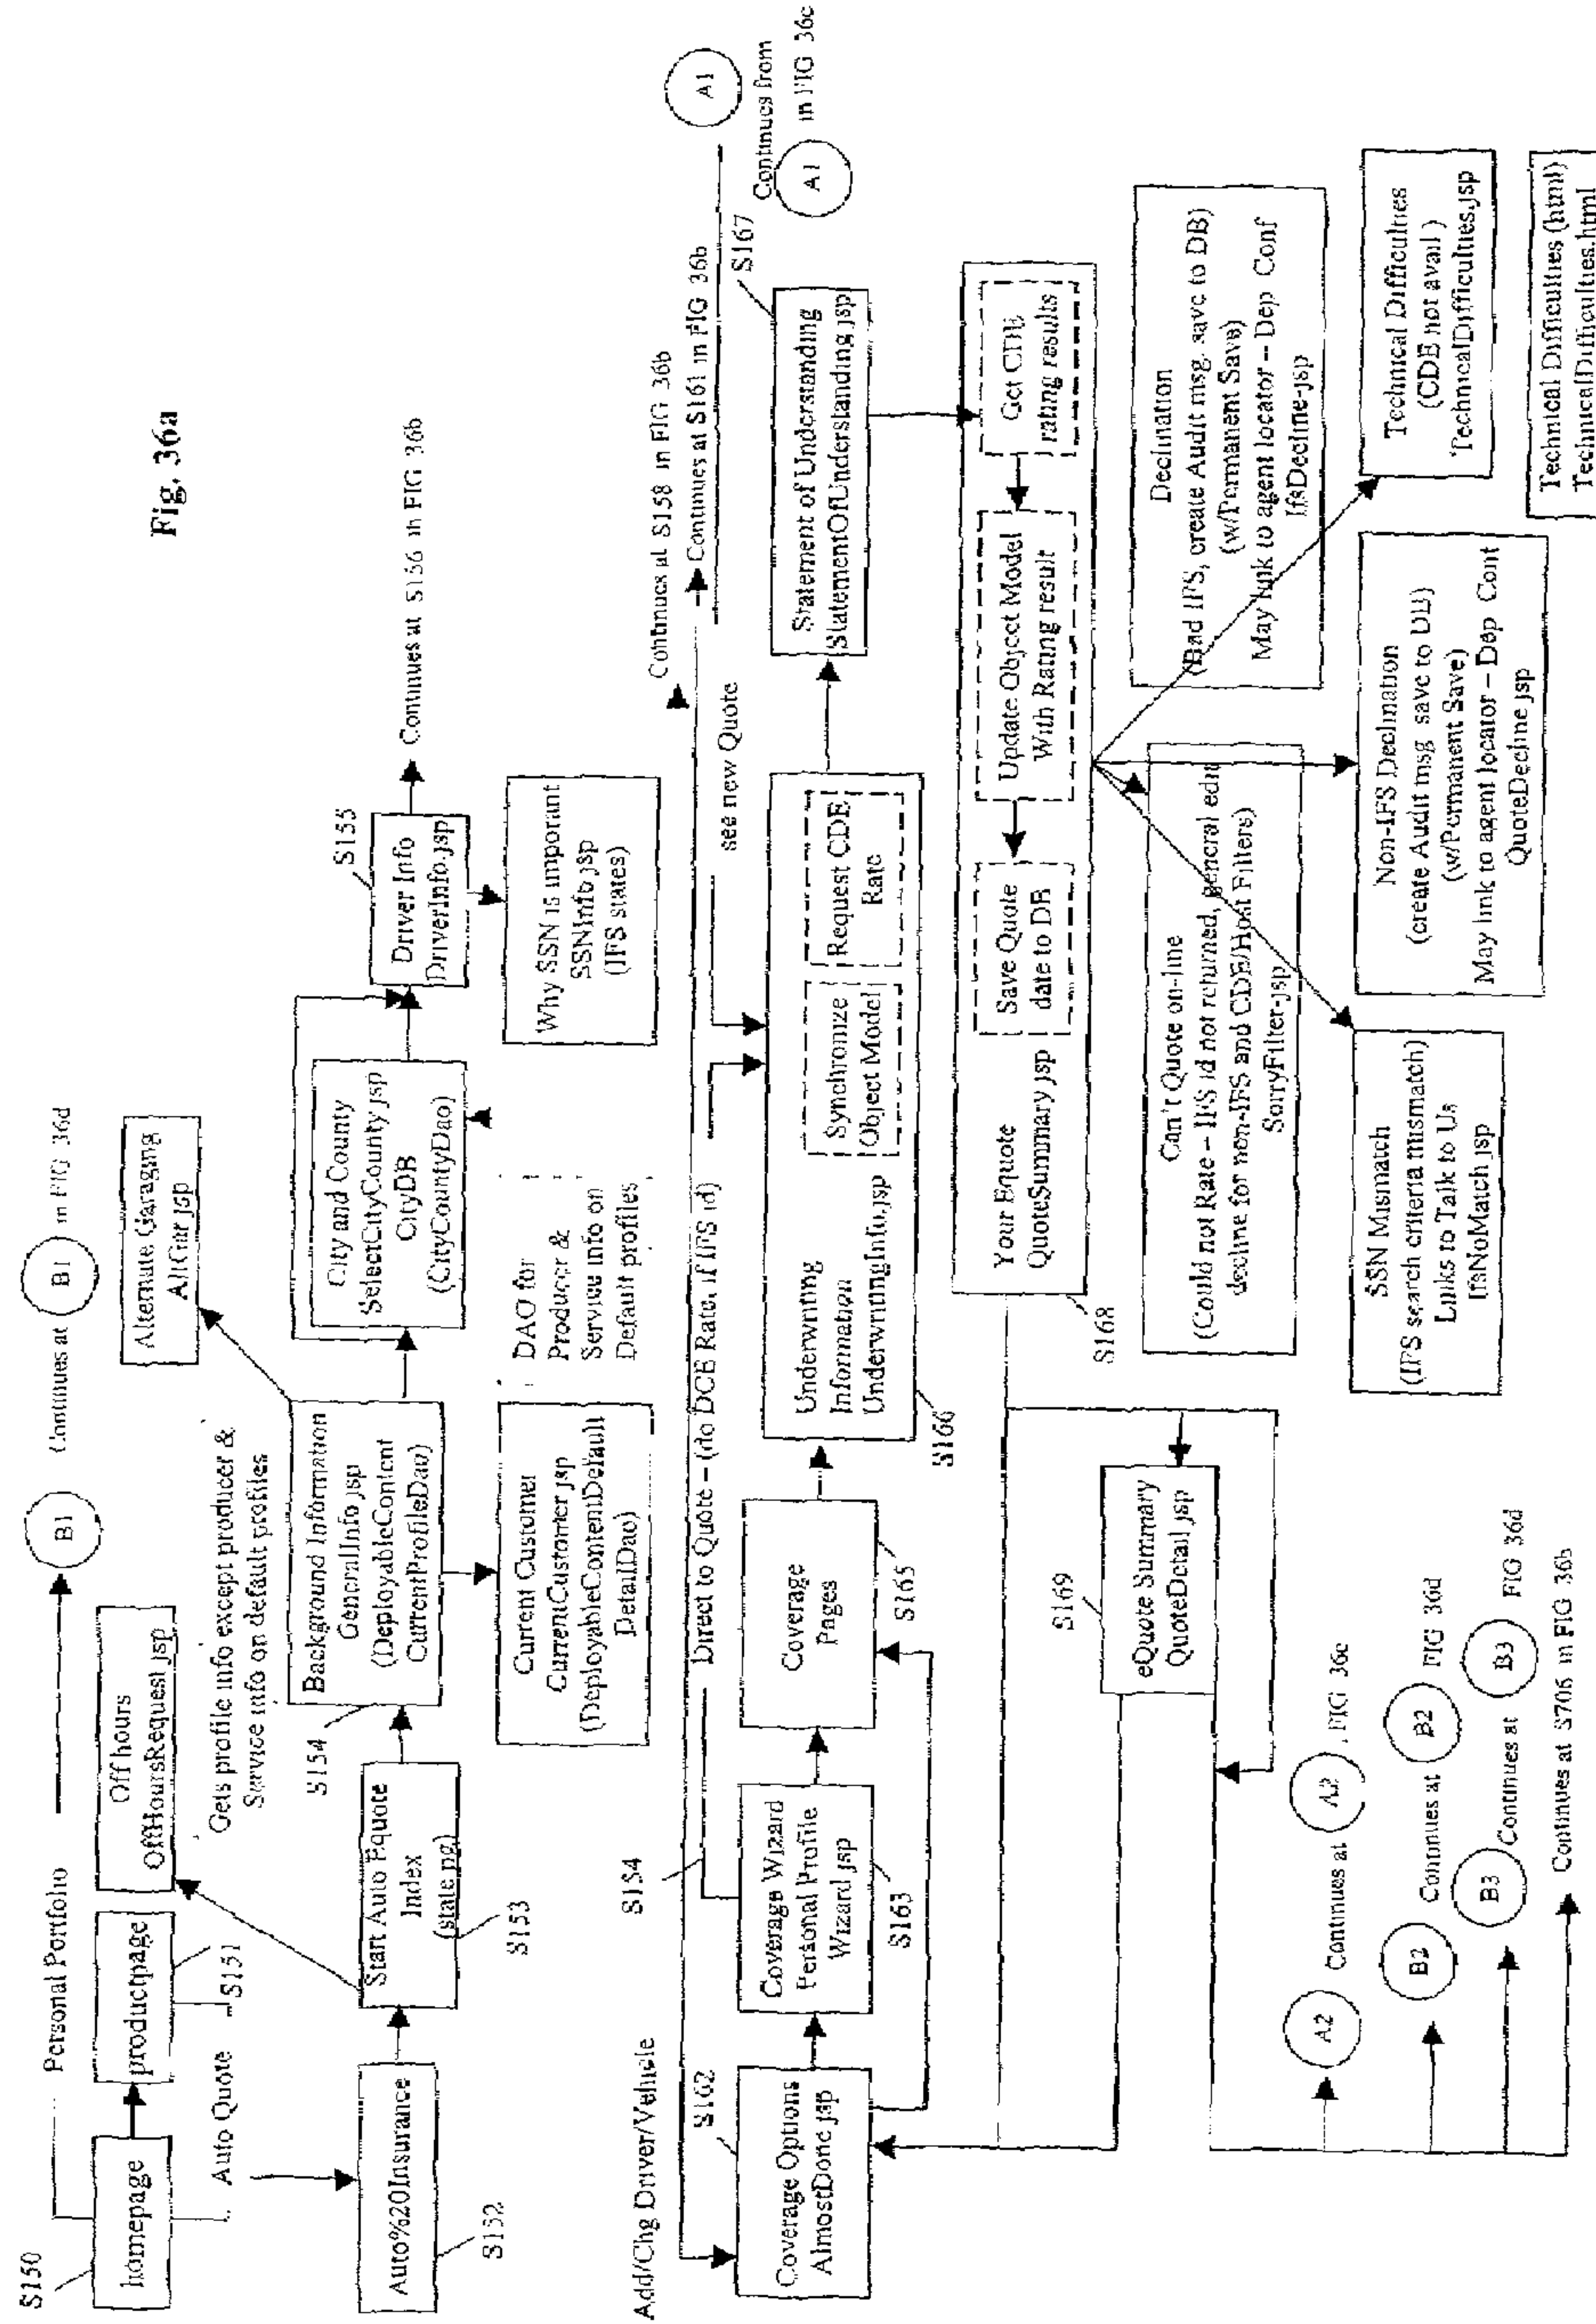 Fig. 36a
S150
homepage
Personal Portfolio
productpage
S151
Auto Quote
B1
Continues at
B1
in FIG 36d
Off hours
OffHoursRequest jsp
Alternate Garaging
AltGar jsp
Gets profile info except producer &
Service info on default profiles
Auto%20Insurance
S152
Start Auto Equote
Index
(state pg)
S153
S154
Background Information
GeneralInfo jsp
(DeployableContent
CurrentProfileDao)
City and County
SelectCityCounty jsp
CityDB
(CityCountyDao)
S155
Driver Info
DriverInfo.jsp
Continues at S156 in FIG 36b
Current Customer
CurrentCustomer jsp
(DeployableContentDefault
DetailDao)
DAO for
Producer &
Service info on
Default profiles
Why SSN is important
SSNInfo jsp
(IFS states)
Add/Chg Driver/Vehicle
Continues at S158 in FIG 36b
Continues at S161 in FIG 36b
A1
S154
Direct to Quote – (do DCB Rate, if IFS id)
see new Quote
S167
Continues from
A1
in FIG 36c
S162
Coverage Options
AlmostDone jsp
Coverage Wizard
Personal Profile
Wizard jsp
S163
Coverage
Pages
S165
Underwriting
Information
UnderwritingInfo.jsp
Synchronize
Object Model
Request CDE
Rate
S166
Statement of Understanding
StatementOfUnderstanding jsp
Your Equote
QuoteSummary jsp
Save Quote
date to DB
Update Object Model
With Rating result
Get CDE
rating results
S168
S169
eQuote Summary
QuoteDetail jsp
Can't Quote on-line
(Could not Rate – IFS id not returned, general edit
decline for non-IFS and CDE/Host Filters)
SorryFilter-jsp
Declination
(Bad IFS, create Audit msg. save to DB)
(w/Permanent Save)
May link to agent locator – Dep Conf
IfsDecline-jsp
SSN Mismatch
(IFS search criteria mismatch)
Links to Talk to Us
IfsNoMatch jsp
Non-IFS Declination
(create Audit msg save to DB)
(w/Permanent Save)
May link to agent locator – Dep Cont
QuoteDecline jsp
Technical Difficulties
(CDE not avail )
TechnicalDifficulties.jsp
Technical Difficulties (html)
TechnicalDifficulties.html
A2
Continues at
A2
, FIG 36c
B2
Continues at
B2
FIG 36d
B3
Continues at
B3
FIG 36d
Continues at S706 in FIG 36b